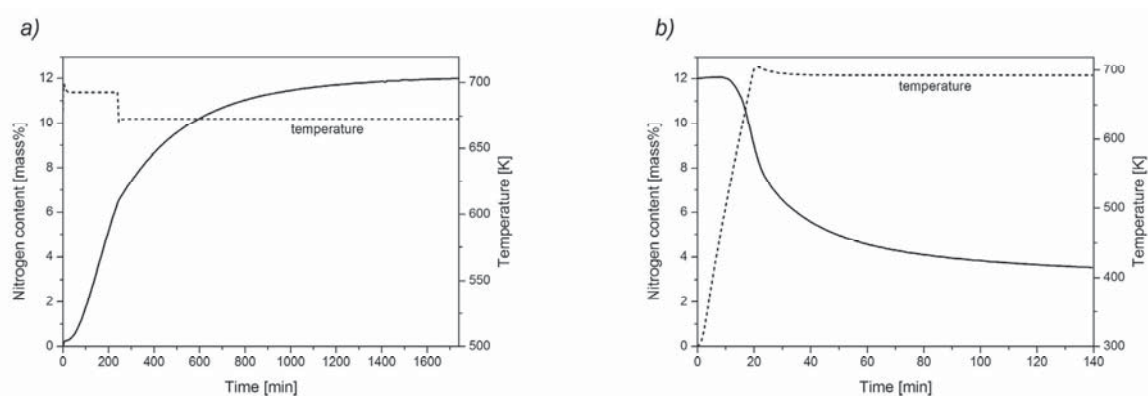 a)
Nitrogen content [mass%]
12
10
8
6
4
2
0
700
650
600
550
500
Temperature [K]
temperature
0 200 400 600 800 1000 1200 1400 1600
Time [min]
b)
Nitrogen content [mass%]
12
10
8
6
4
2
0
700
600
500
400
300
Temperature [K]
temperature
0 20 40 60 80 100 120 140
Time [min]